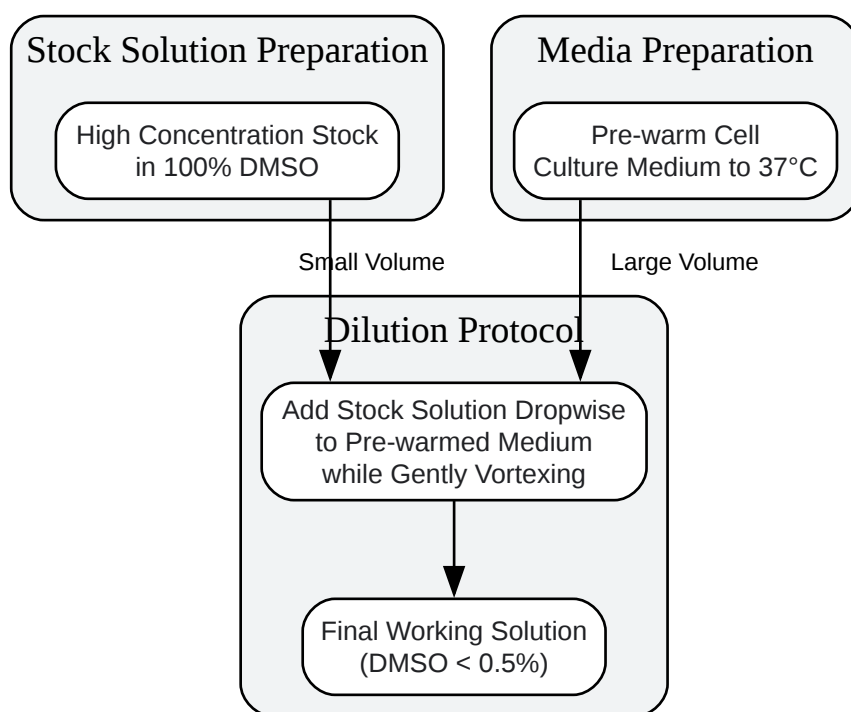 Stock Solution Preparation
High Concentration Stock
in 100% DMSO
Media Preparation
Pre-warm Cell
Culture Medium to 37°C
Small Volume
Large Volume
Dilution Protocol
Add Stock Solution Dropwise
to Pre-warmed Medium
while Gently Vortexing
Final Working Solution
(DMSO < 0.5%)